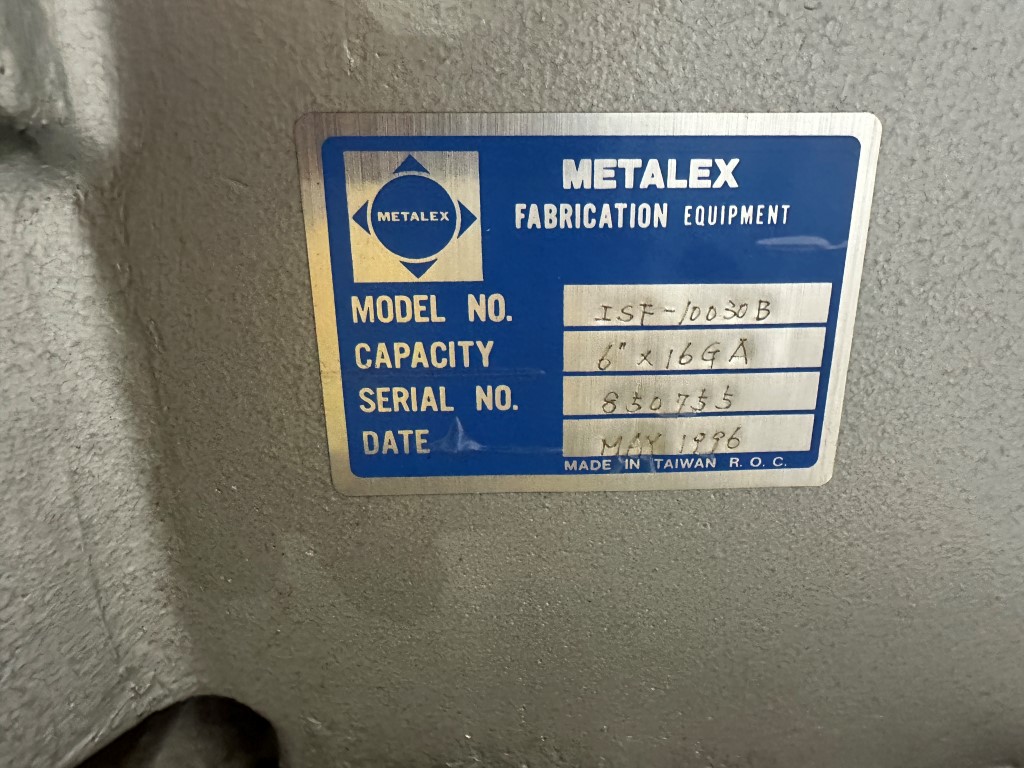 METALEX
METALEX
FABRICATION EQUIPMENT
MODEL NO. ISF-10030B
CAPACITY 6" x 16GA
SERIAL NO. 850755
DATE MAY 1996
MADE IN TAIWAN R. O. C.